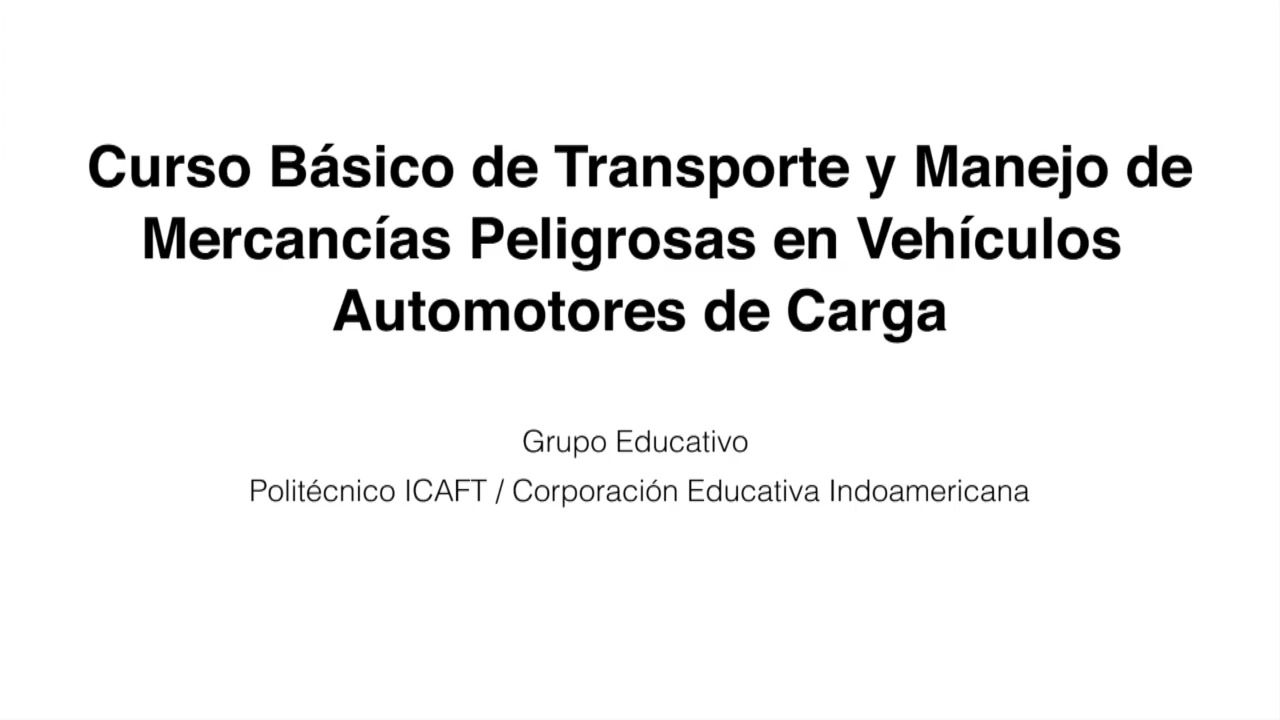 Curso Básico de Transporte y Manejo de
Mercancías Peligrosas en Vehículos
Automotores de Carga
Grupo Educativo
Politécnico ICAFT / Corporación Educativa Indoamericana